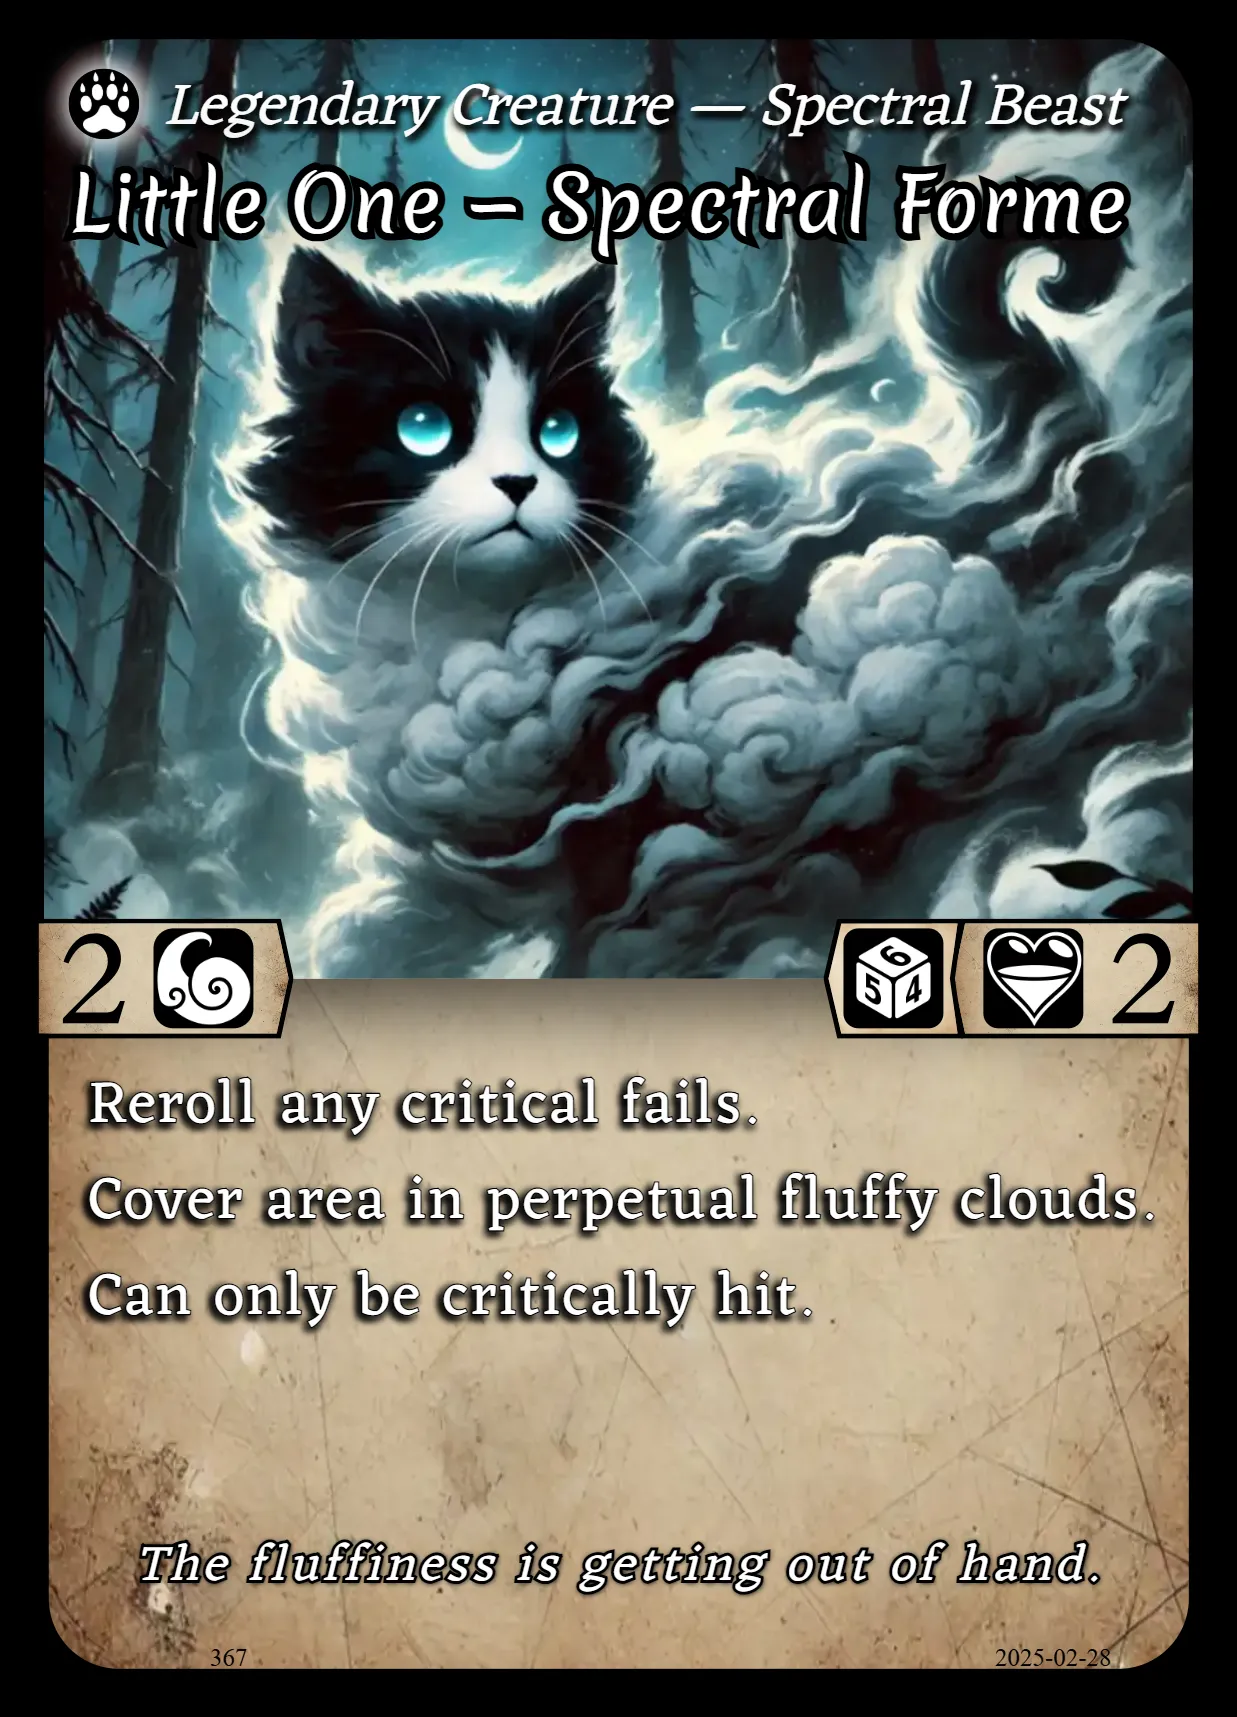 Legendary Creature — Spectral Beast
Little One – Spectral Forme
2
6
5 4
2
Reroll any critical fails.
Cover area in perpetual fluffy clouds.
Can only be critically hit.
The fluffiness is getting out of hand.
367
2025-02-28